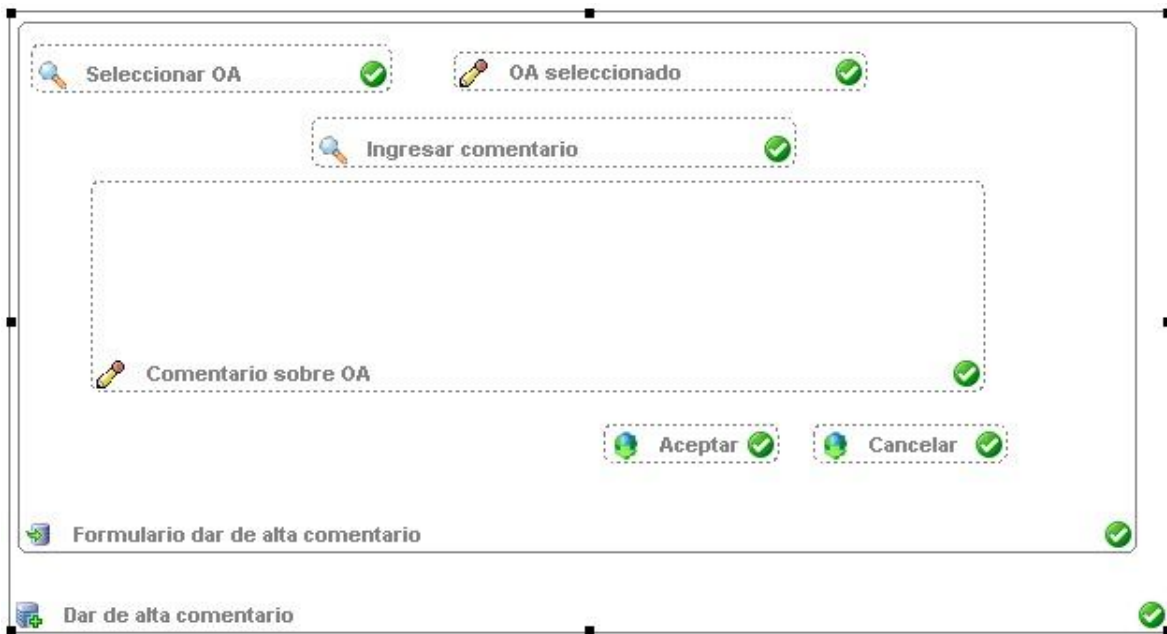 Seleccionar OA
OA seleccionado
Ingresar comentario
Comentario sobre OA
Aceptar
Cancelar
Formulario dar de alta comentario
Dar de alta comentario